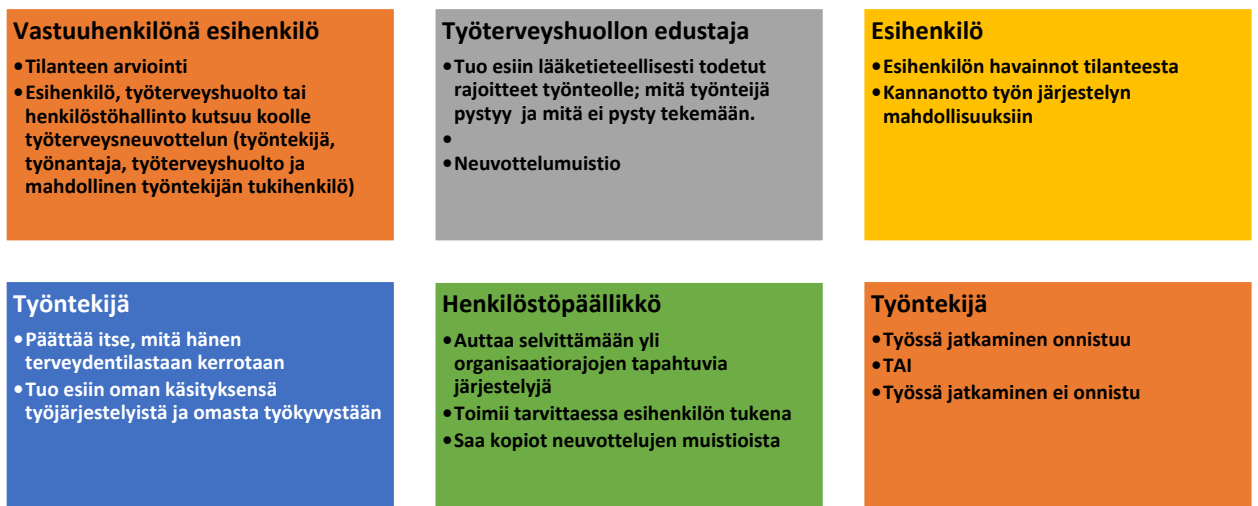 Vastuuhenkilönä esihenkilö
•Tilanteen arviointi
•Esihenkilö, työterveyshuolto tai
henkilöstöhallinto kutsuu koolle
työterveysneuvottelun (työntekijä,
työnantaja, työterveyshuolto ja
mahdollinen työntekijän tukihenkilö)
Työterveyshuollon edustaja
•Tuo esiin lääketieteellisesti todetut
rajoitteet työnteolle; mitä työnteijä
pystyy ja mitä ei pysty tekemään.
•
•Neuvottelumuistio
Esihenkilö
•Esihenkilön havainnot tilanteesta
•Kannanotto työn järjestelyn
mahdollisuuksiin
Työntekijä
•Päättää itse, mitä hänen
terveydentilastaan kerrotaan
•Tuo esiin oman käsityksensä
työjärjestelyistä ja omasta työkyvystään
Henkilöstöpäällikkö
•Auttaa selvittämään yli
organisaatiorajojen tapahtuvia
järjestelyjä
•Toimii tarvittaessa esihenkilön tukena
•Saa kopiot neuvottelujen muistioista
Työntekijä
•Työssä jatkaminen onnistuu
•TAI
•Työssä jatkaminen ei onnistu